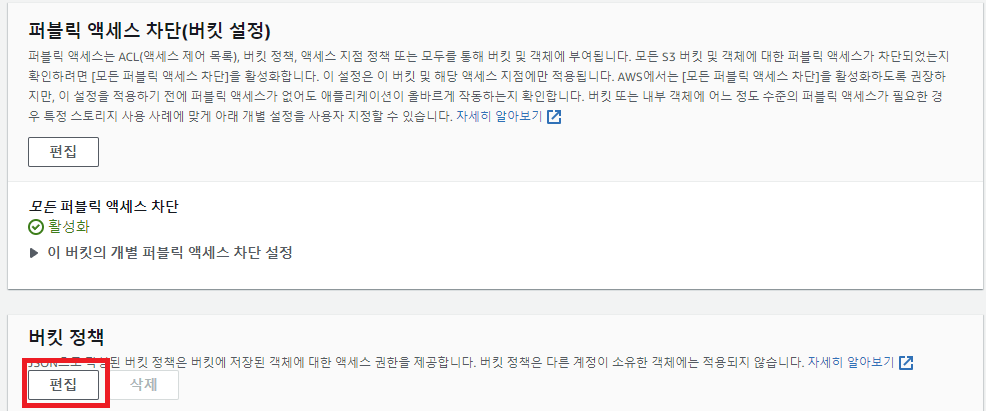 퍼블릭 액세스 차단(버킷 설정)
퍼블릭 액세스는 ACL(액세스 제어 목록), 버킷 정책, 액세스 지점 정책 또는 모두를 통해 버킷 및 객체에 부여됩니다. 모든 S3 버킷 및 객체에 대한 퍼블릭 액세스가 차단되었는지
확인하려면 [모든 퍼블릭 액세스 차단]을 활성화합니다. 이 설정은 이 버킷 및 해당 액세스 지점에만 적용됩니다. AWS에서는 [모든 퍼블릭 액세스 차단]을 활성화하도록 권장하
지만, 이 설정을 적용하기 전에 퍼블릭 액세스가 없어도 애플리케이션이 올바르게 작동하는지 확인합니다. 버킷 또는 내부 객체에 어느 정도 수준의 퍼블릭 액세스가 필요한 경
우 특정 스토리지 사용 사례에 맞게 아래 개별 설정을 사용자 지정할 수 있습니다. 자세히 알아보기
편집
모든 퍼블릭 액세스 차단
활성화
이 버킷의 개별 퍼블릭 액세스 차단 설정
버킷 정책
된 버킷 정책은 버킷에 저장된 객체에 대한 액세스 권한을 제공합니다. 버킷 정책은 다른 계정이 소유한 객체에는 적용되지 않습니다. 자세히 알아보기
편집 삭제